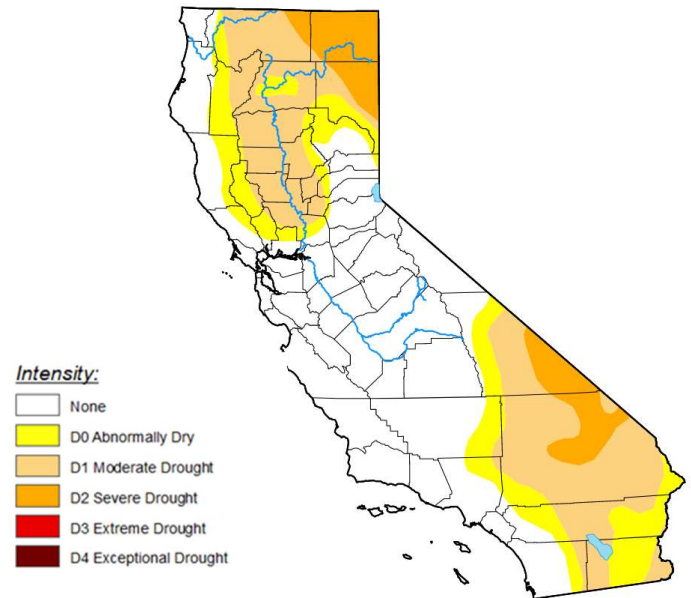 Intensity:
None
D0 Abnormally Dry
D1 Moderate Drought
D2 Severe Drought
D3 Extreme Drought
D4 Exceptional Drought